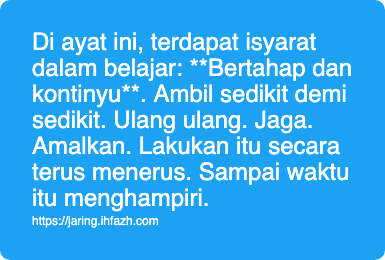 Di ayat ini, terdapat isyarat
dalam belajar: **Bertahap dan
kontinyu**. Ambil sedikit demi
sedikit. Ulang ulang. Jaga.
Amalkan. Lakukan itu secara
terus menerus. Sampai waktu
itu menghampiri.
https://jaring.ihfazh.com